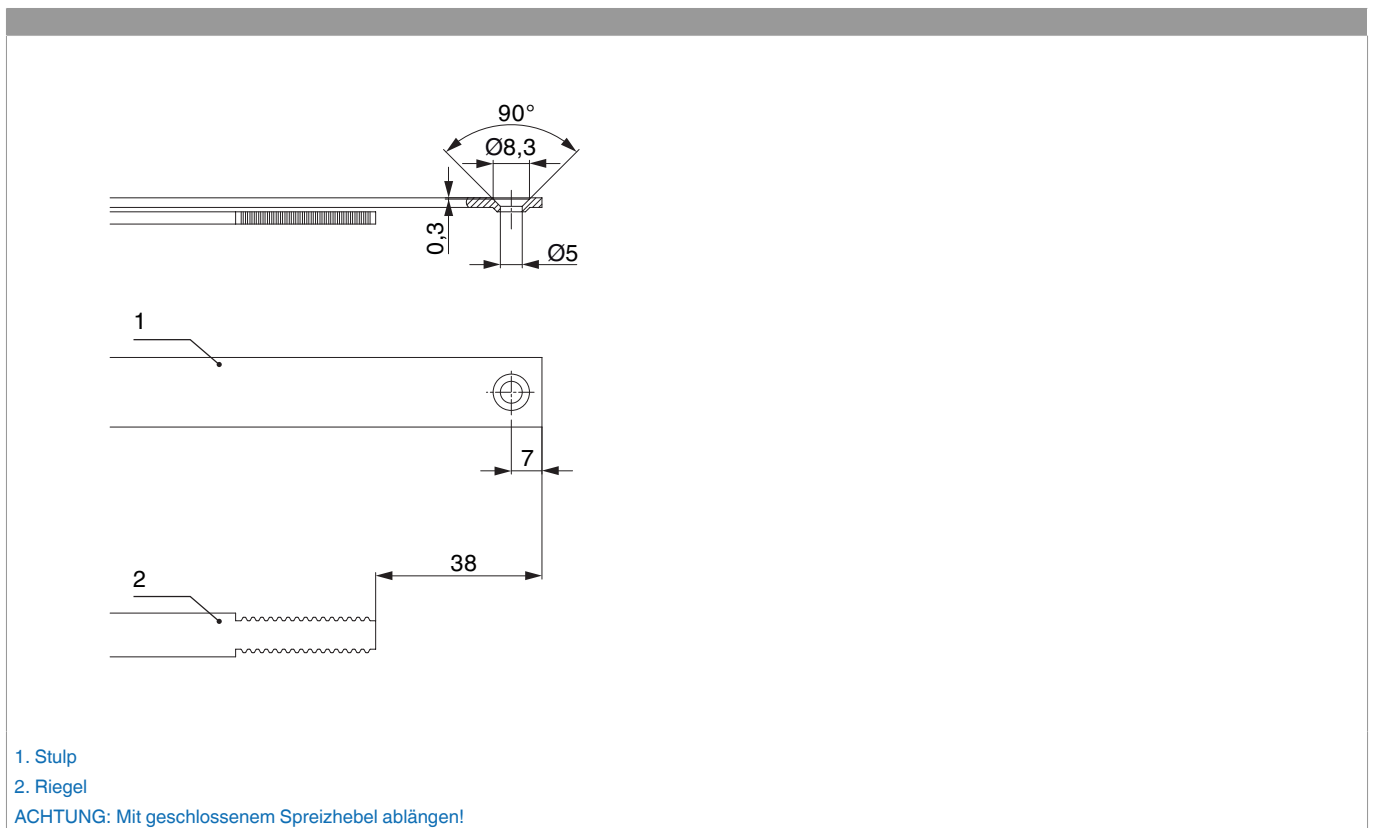 90°
Ø8,3
0,3
Ø5
1
7
38
2
1. Stulp
2. Riegel
ACHTUNG: Mit geschlossenem Spreizhebel ablängen!